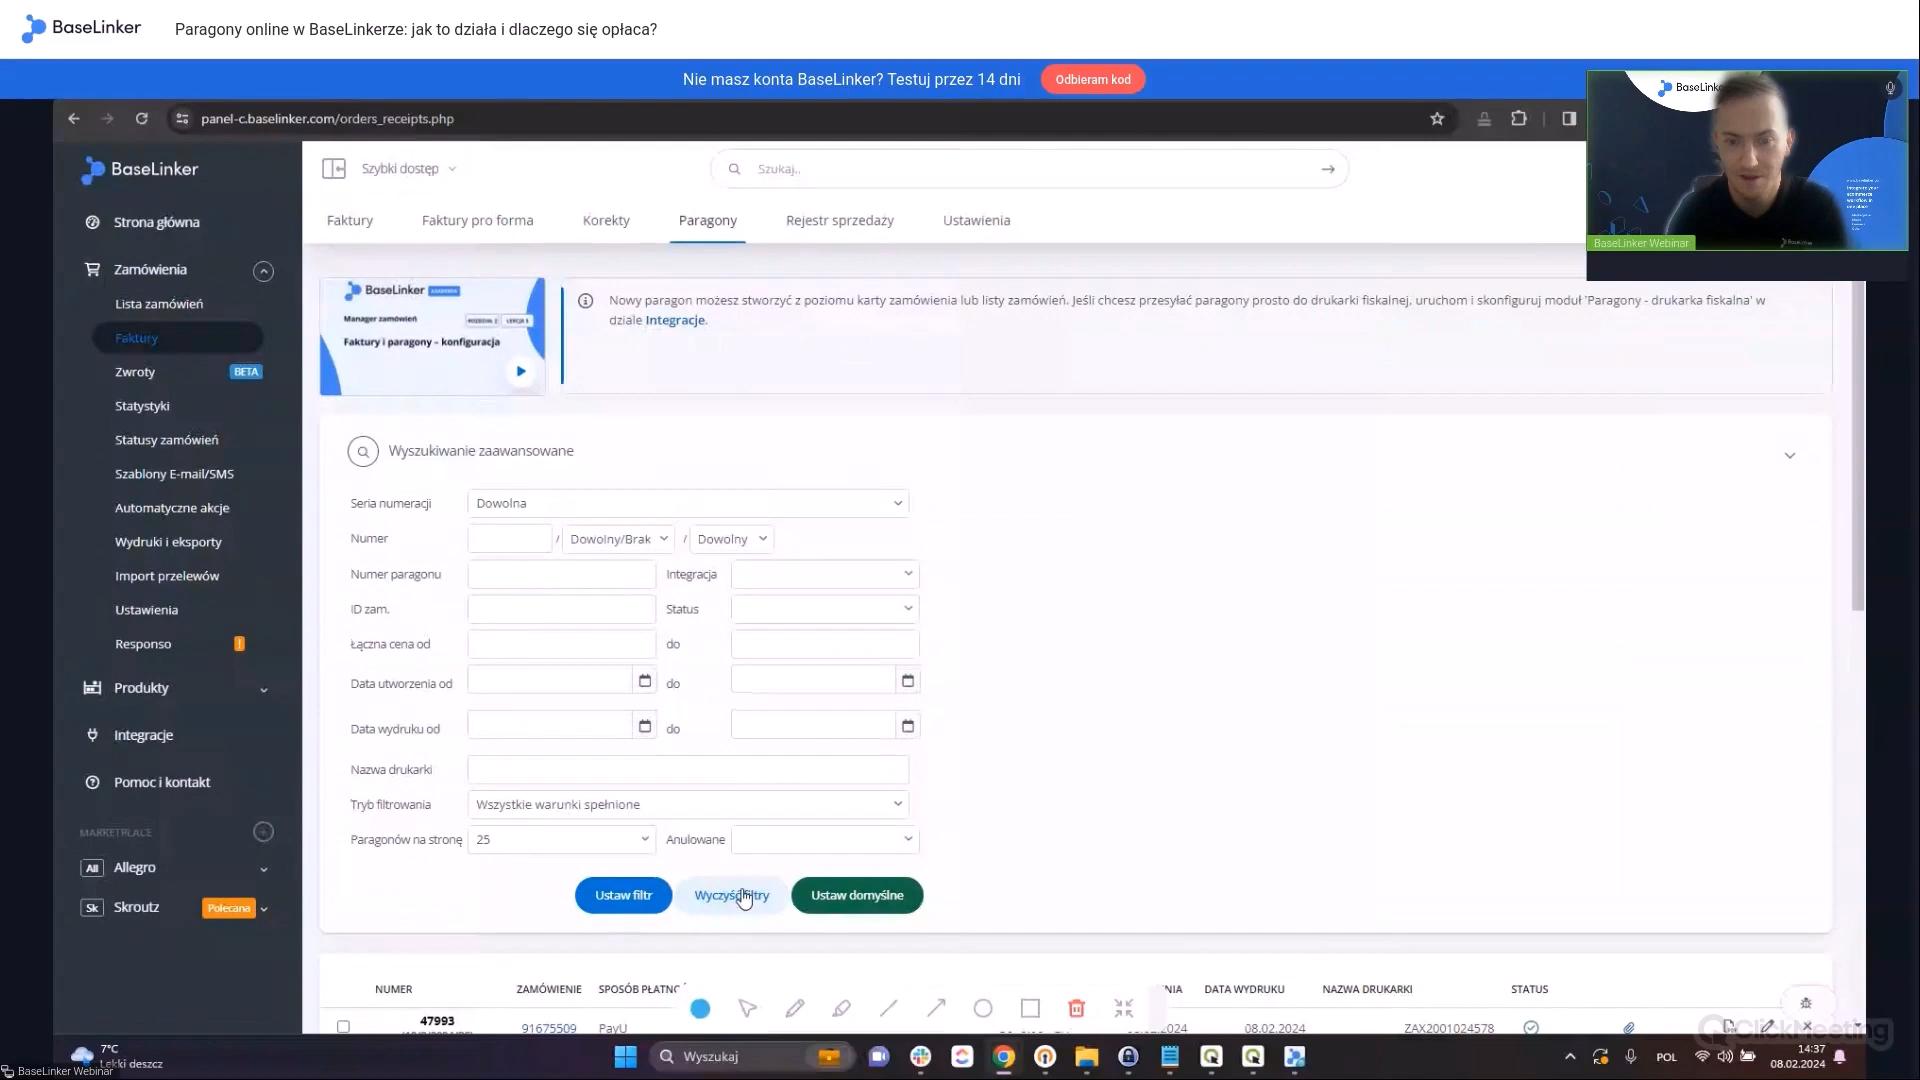 BaseLinker
Paragony online w BaseLinkerze: jak to działa i dlaczego się opłaca?
Nie masz konta BaseLinker? Testuj przez 14 dni
Odbieram kod
panel-c.baselinker.com/orders_receipts.php
BaseLinker
Szybki dostęp
Szukaj..
Faktury
Faktury pro forma
Korekty
Paragony
Rejestr sprzedaży
Ustawienia
BaseLinker Webinar
Strona główna
Zamówienia
Lista zamówień
Faktury
Zwroty BETA
Statystyki
Statusy zamówień
Szablony E-mail/SMS
Automatyczne akcje
Wydruki i eksporty
Import przelewów
Ustawienia
Responso !
Produkty
Integracje
Pomoc i kontakt
MARKETPLACE
All Allegro
Sk Skroutz Polecana
BaseLinker
Manager zamówień
Faktury i paragony – konfiguracja
Nowy paragon możesz stworzyć z poziomu karty zamówienia lub listy zamówień. Jeśli chcesz przesyłać paragony prosto do drukarki fiskalnej, uruchom i skonfiguruj moduł 'Paragony - drukarka fiskalna' w
dziale Integracje.
Wyszukiwanie zaawansowane
Seria numeracji Dowolna
Numer / Dowolny/Brak / Dowolny
Numer paragonu Integracja
ID zam. Status
Łączna cena od do
Data utworzenia od do
Data wydruku od do
Nazwa drukarki
Tryb filtrowania Wszystkie warunki spełnione
Paragonów na stronę 25 Anulowane
Ustaw filtr
Ustaw domyślne
NUMER ZAMÓWIENIE SPOSÓB DATA WYDRUKU NAZWA DRUKARKI STATUS
47993
91675509 PayU 08.02.2024 ZAX2001024578
ClickMeeting
7°C
Lekki deszcz
BaseLinker Webinar
Wyszukaj
POL
14:37
08.02.2024